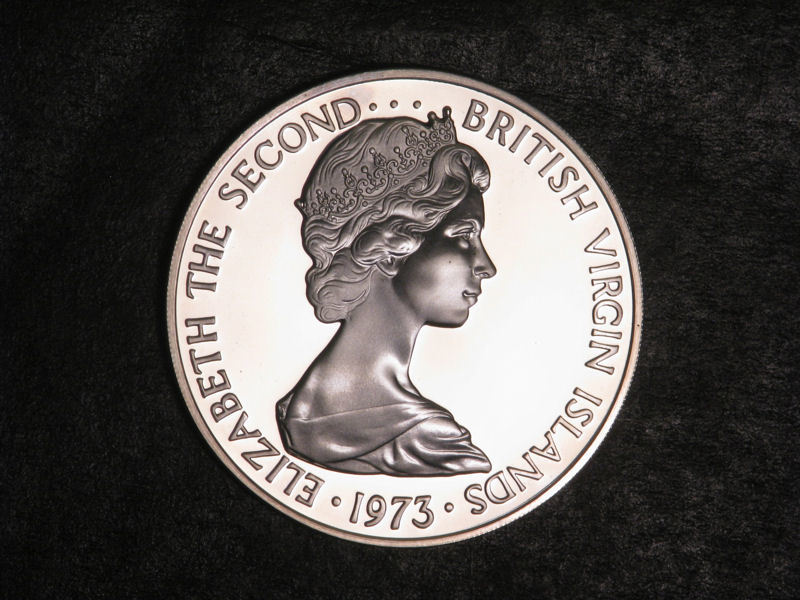 ELIZABETH THE SECOND .... BRITISH VIRGIN ISLANDS
· 1973 ·